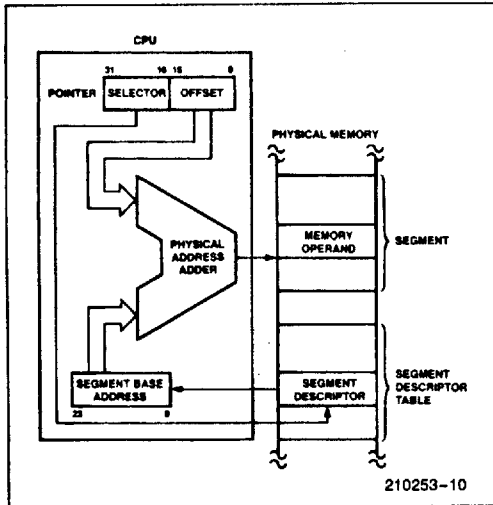 CPU
31 16 15 0
POINTER SELECTOR OFFSET
PHYSICAL MEMORY
PHYSICAL
ADDRESS
ADDER
MEMORY
OPERAND
SEGMENT
SEGMENT BASE
ADDRESS
23 0
SEGMENT
DESCRIPTOR
SEGMENT
DESCRIPTOR
TABLE
210253-10